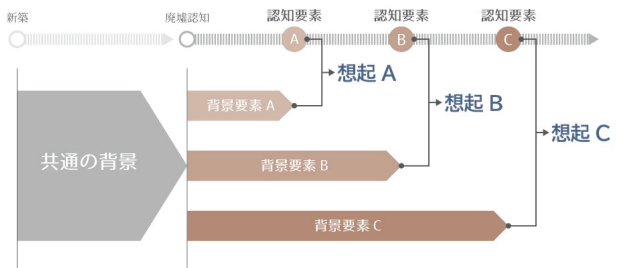 新築
廃墟認知
認知要素
認知要素
認知要素
A
B
C
想起 A
背景要素 A
想起 B
想起 C
共通の背景
背景要素 B
背景要素 C